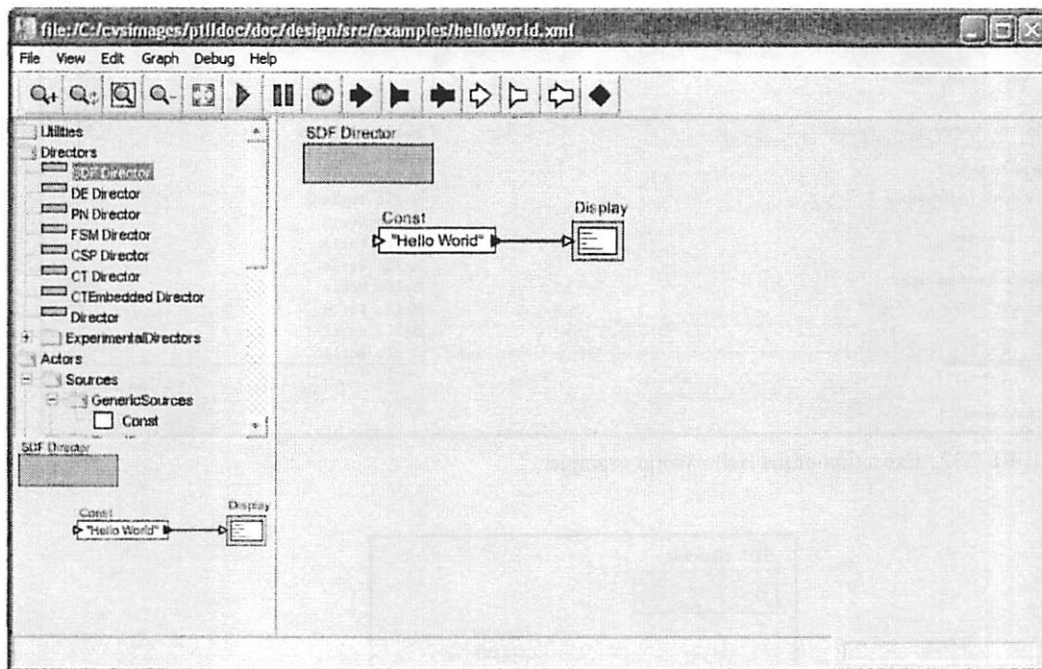 file:/C:/cvsimages/ptIIdoc/doc/design/src/examples/helloWorld.xml
File View Edit Graph Debug Help
Utilities
Directors
SDF Director
DE Director
PN Director
FSM Director
CSP Director
CT Director
CTEmbedded Director
Director
ExperimentalDirectors
Actors
Sources
GenericSources
Const
SDF Director
Const
"Hello World"
Display
SDF Director
Const
"Hello World"
Display